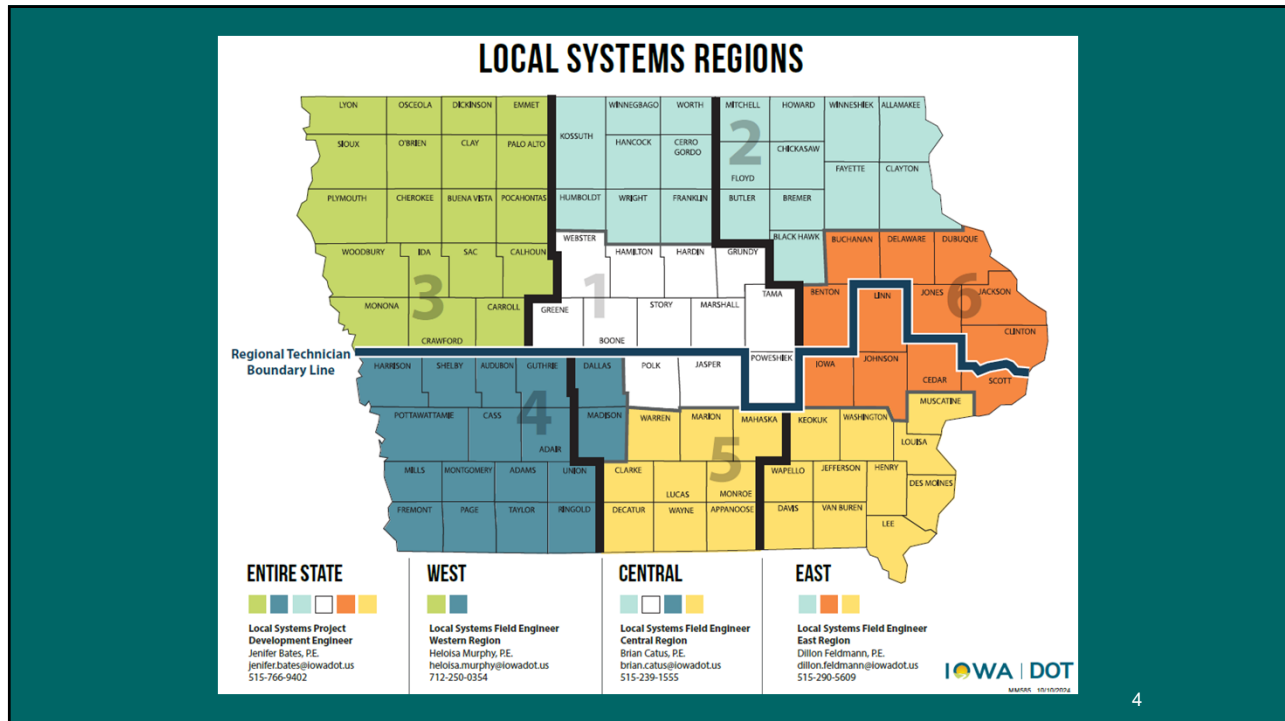 LOCAL SYSTEMS REGIONS
LYON OSCEOLA DICKINSON EMMET WINNEGBAGO WORTH MITCHELL HOWARD WINNESHIEK ALLAMAKEE
2
SIOUX O'BRIEN CLAY PALO ALTO KOSSUTH HANCOCK CERRO
GORDO CHICKASAW
FLOYD FAYETTE CLAYTON
PLYMOUTH CHEROKEE BUENA VISTA POCAHONTAS HUMBOLDT WRIGHT FRANKLIN BUTLER BREMER
WEBSTER BLACK HAWK BUCHANAN DELAWARE DUBUQUE
WOODBURY IDA SAC CALHOUN HAMILTON HARDIN GRUNDY
3 1 6
TAMA BENTON LINN JONES JACKSON
MONONA CARROLL GREENE STORY MARSHALL
CLINTON
CRAWFORD BOONE
Regional Technician
Boundary Line
HARRISON SHELBY AUDUBON GUTHRIE DALLAS POLK JASPER POWESHIEK IOWA JOHNSON
CEDAR SCOTT
4
MUSCATINE
POTTAWATTAMIE CASS MADISON WARREN MARION MAHASKA KEOKUK WASHINGTON
LOUISA
ADAIR
5
MILLS MONTGOMERY ADAMS UNION CLARKE WAPELLO JEFFERSON HENRY
DES MOINES
LUCAS MONROE
FREMONT PAGE TAYLOR RINGOLD DECATUR WAYNE APPANOOSE DAVIS VAN BUREN
LEE
ENTIRE STATE
Local Systems Project
Development Engineer
Jenifer Bates, P.E.
jenifer.bates@iowadot.us
515-766-9402
WEST
Local Systems Field Engineer
Western Region
Heloisa Murphy, P.E.
heloisa.murphy@iowadot.us
712-250-0354
CENTRAL
Local Systems Field Engineer
Central Region
Brian Catus, P.E.
brian.catus@iowadot.us
515-239-1555
EAST
Local Systems Field Engineer
East Region
Dillon Feldmann, P.E.
dillon.feldmann@iowadot.us
515-290-5609
IOWA | DOT
MM585 10/10/2024
4